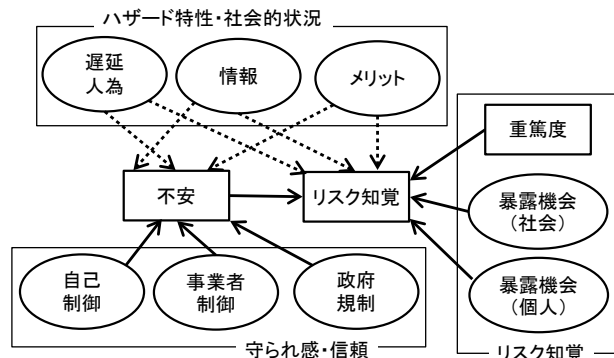 ハザード特性・社会的状況
遅延
人為
情報
メリット
重篤度
不安
リスク知覚
暴露機会
(社会)
自己
制御
事業者
制御
政府
規制
暴露機会
(個人)
守られ感・信頼
リスク知覚